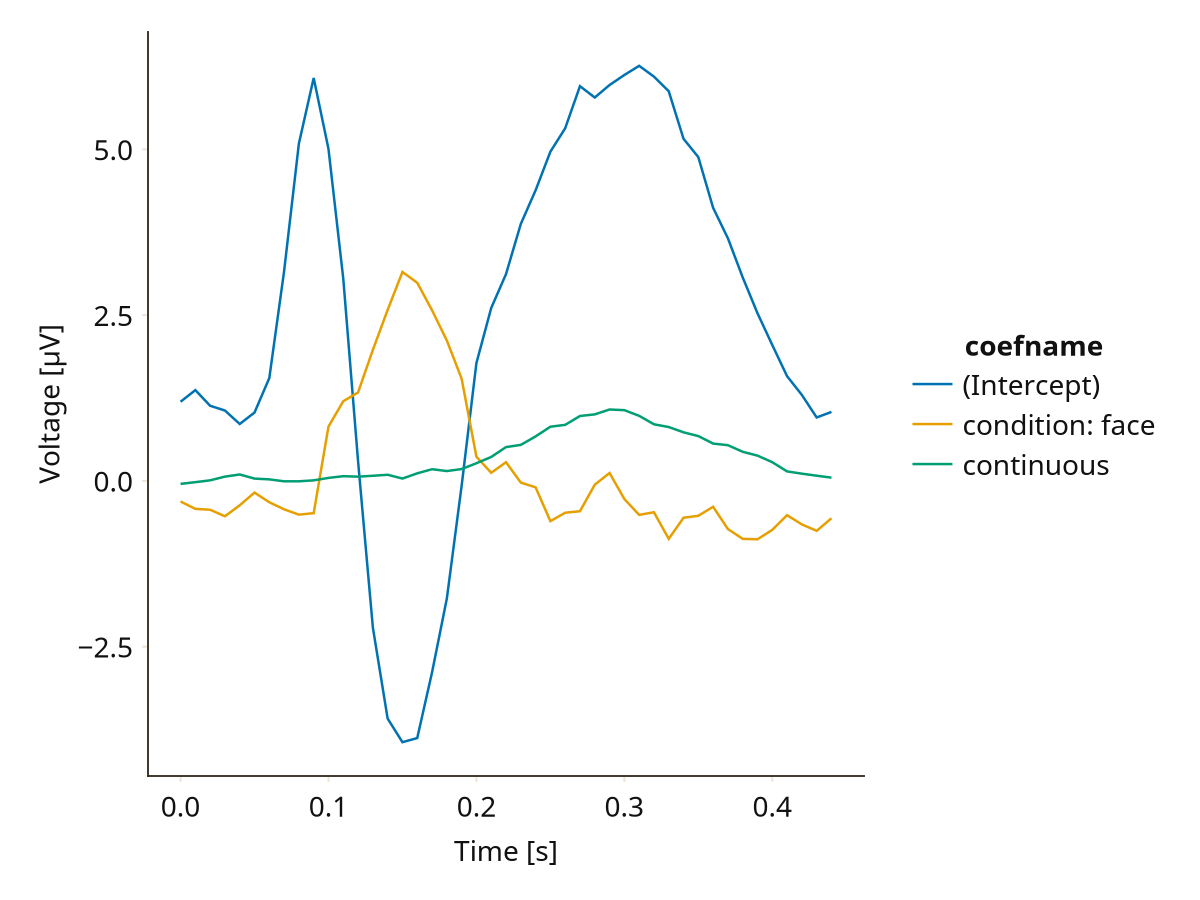 Voltage [µV]
5.0
2.5
0.0
−2.5
0.0 0.1 0.2 0.3 0.4
Time [s]
coefname
(Intercept)
condition: face
continuous